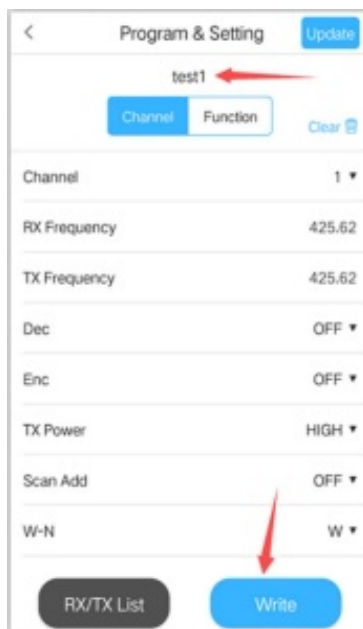 Program & Setting Update
test1
Channel Function Clear
Channel 1
RX Frequency 425.62
TX Frequency 425.62
Dec OFF
Enc OFF
TX Power HIGH
Scan Add OFF
W-N W
RX/TX List Write